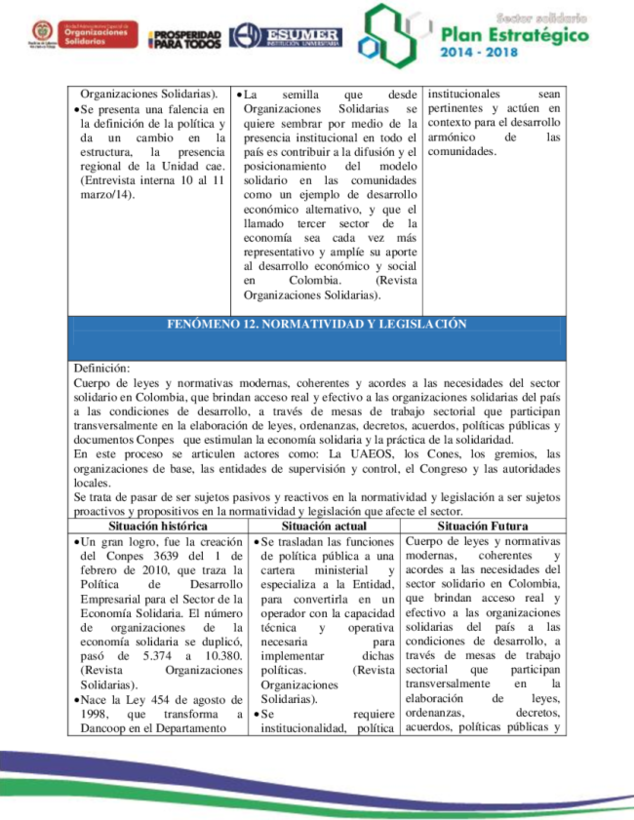 Unidad Administrativa Especial de
Organizaciones
Solidarias
PROSPERIDAD
PARA TODOS
ESUMER
INSTITUCIÓN UNIVERSITARIA
Sector solidario
Plan Estratégico
2014 - 2018
Organizaciones Solidarias).
•Se presenta una falencia en
la definición de la política y
da un cambio en la
estructura, la presencia
regional de la Unidad cae.
(Entrevista interna 10 al 11
marzo/14).
•La semilla que desde
Organizaciones Solidarias se
quiere sembrar por medio de la
presencia institucional en todo el
país es contribuir a la difusión y el
posicionamiento del modelo
solidario en las comunidades
como un ejemplo de desarrollo
económico alternativo, y que el
llamado tercer sector de la
economía sea cada vez más
representativo y amplíe su aporte
al desarrollo económico y social
en Colombia. (Revista
Organizaciones Solidarias).
institucionales sean
pertinentes y actúen en
contexto para el desarrollo
armónico de las
comunidades.
FENÓMENO 12. NORMATIVIDAD Y LEGISLACIÓN
Definición:
Cuerpo de leyes y normativas modernas, coherentes y acordes a las necesidades del sector
solidario en Colombia, que brindan acceso real y efectivo a las organizaciones solidarias del país
a las condiciones de desarrollo, a través de mesas de trabajo sectorial que participan
transversalmente en la elaboración de leyes, ordenanzas, decretos, acuerdos, políticas públicas y
documentos Conpes que estimulan la economía solidaria y la práctica de la solidaridad.
En este proceso se articulen actores como: La UAEOS, los Cones, los gremios, las
organizaciones de base, las entidades de supervisión y control, el Congreso y las autoridades
locales.
Se trata de pasar de ser sujetos pasivos y reactivos en la normatividad y legislación a ser sujetos
proactivos y propositivos en la normatividad y legislación que afecte el sector.
Situación histórica
Situación actual
Situación Futura
•Un gran logro, fue la creación
del Conpes 3639 del 1 de
febrero de 2010, que traza la
Política de Desarrollo
Empresarial para el Sector de la
Economía Solidaria. El número
de organizaciones de la
economía solidaria se duplicó,
pasó de 5.374 a 10.380.
(Revista Organizaciones
Solidarias).
•Nace la Ley 454 de agosto de
1998, que transforma a
Dancoop en el Departamento
•Se trasladan las funciones
de política pública a una
cartera ministerial y
especializa a la Entidad,
para convertirla en un
operador con la capacidad
técnica y operativa
necesaria para
implementar dichas
políticas. (Revista
Organizaciones
Solidarias).
•Se requiere
institucionalidad, política
Cuerpo de leyes y normativas
modernas, coherentes y
acordes a las necesidades del
sector solidario en Colombia,
que brindan acceso real y
efectivo a las organizaciones
solidarias del país a las
condiciones de desarrollo, a
través de mesas de trabajo
sectorial que participan
transversalmente en la
elaboración de leyes,
ordenanzas, decretos,
acuerdos, políticas públicas y